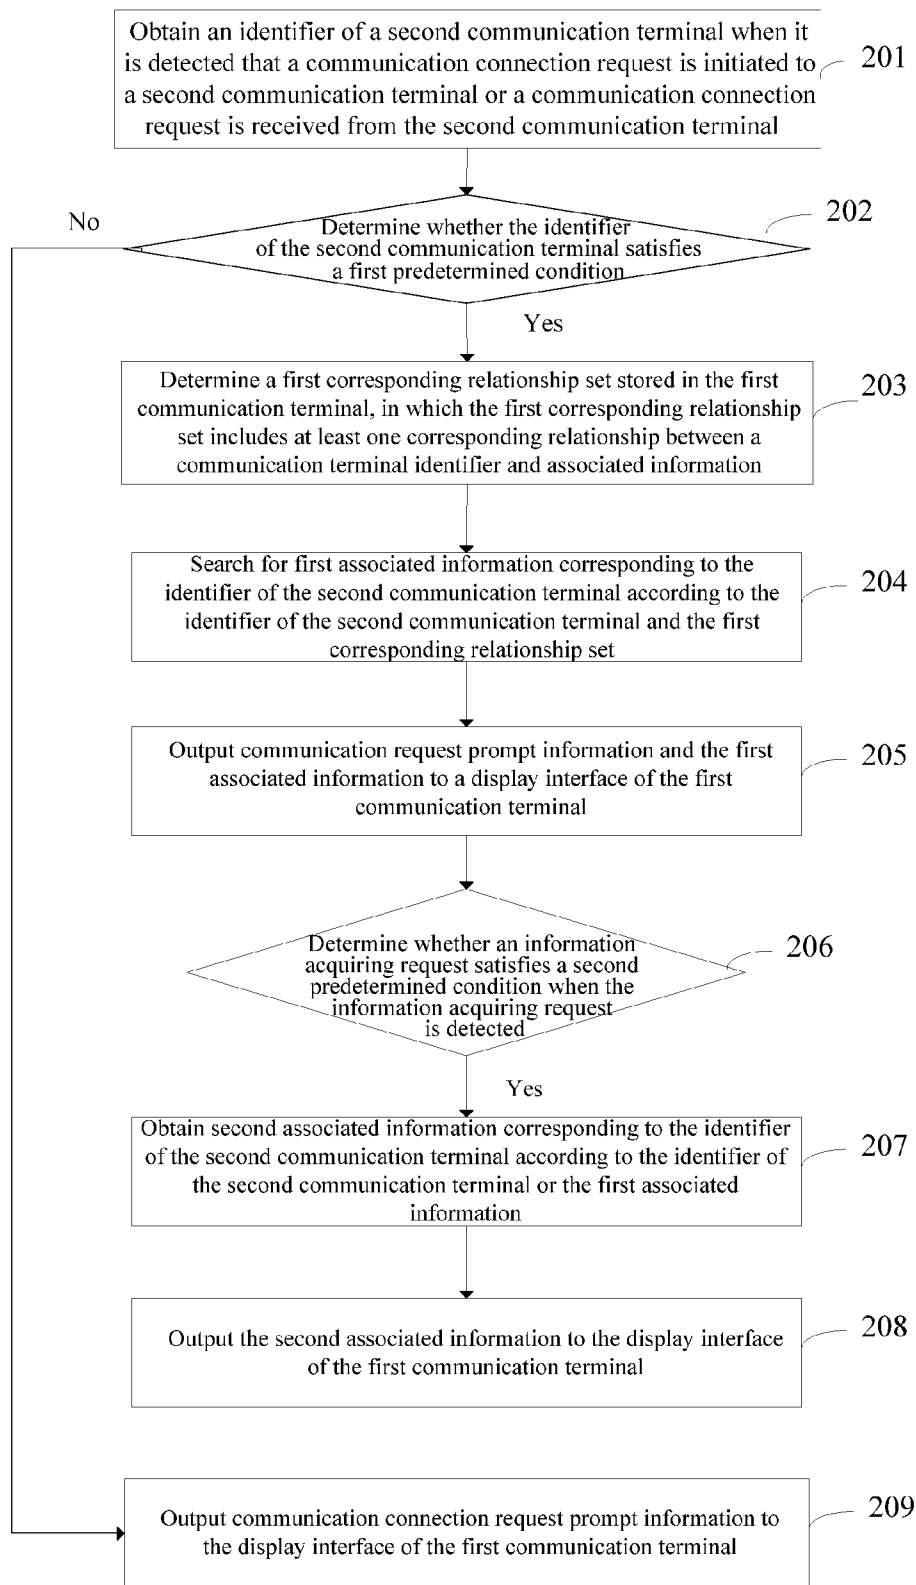 Obtain an identifier of a second communication terminal when it
is detected that a communication connection request is initiated to
a second communication terminal or a communication connection
request is received from the second communication terminal
201
No
202
Determine whether the identifier
of the second communication terminal satisfies
a first predetermined condition
Yes
Determine a first corresponding relationship set stored in the first
communication terminal, in which the first corresponding relationship
set includes at least one corresponding relationship between a
communication terminal identifier and associated information
203
Search for first associated information corresponding to the
identifier of the second communication terminal according to the
identifier of the second communication terminal and the first
corresponding relationship set
204
Output communication request prompt information and the first
associated information to a display interface of the first
communication terminal
205
Determine whether an information
acquiring request satisfies a second
predetermined condition when the
information acquiring request
is detected
206
Yes
Obtain second associated information corresponding to the identifier
of the second communication terminal according to the identifier of
the second communication terminal or the first associated
information
207
Output the second associated information to the display interface
of the first communication terminal
208
Output communication connection request prompt information to
the display interface of the first communication terminal
209